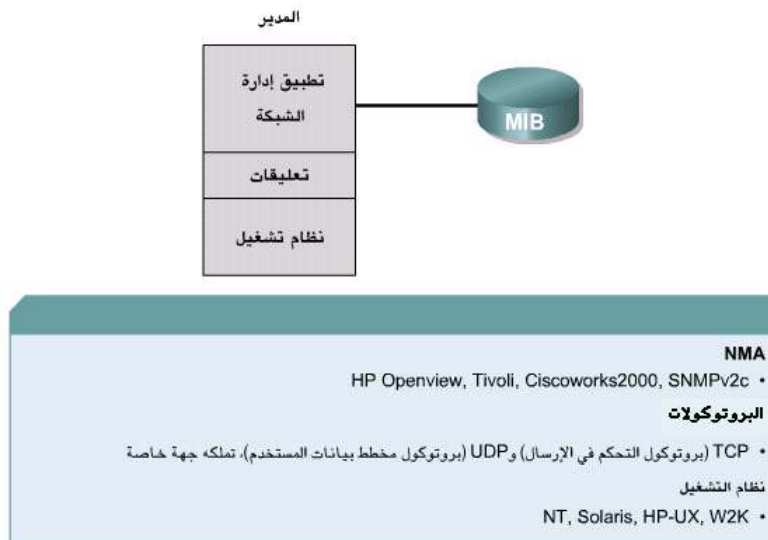 المدير
تطبيق إدارة
الشبكة
MIB
تعليقات
نظام تشغيل
NMA
• HP Openview, Tivoli, Ciscoworks2000, SNMPv2c
البروتوكولات
• TCP (بروتوكول التحكم في الإرسال) وUDP (بروتوكول مخطط بيانات المستخدم)، تملكه جهة خاصة
نظام التشغيل
• NT, Solaris, HP-UX, W2K